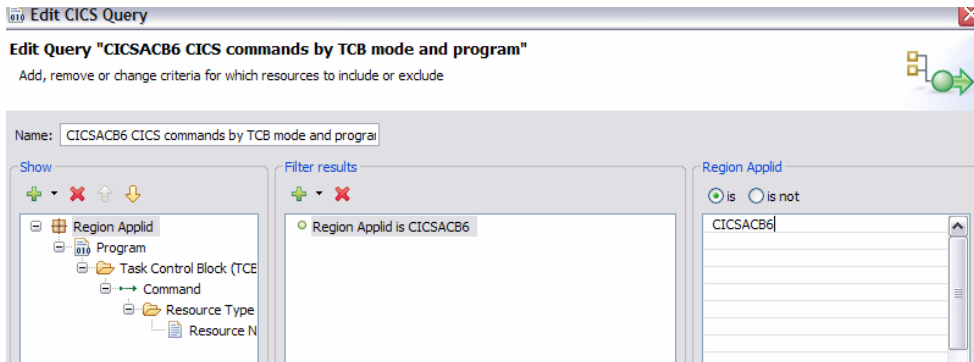 Edit CICS Query
Edit Query "CICSACB6 CICS commands by TCB mode and program"
Add, remove or change criteria for which resources to include or exclude
Name: CICSACB6 CICS commands by TCB mode and prograi
Show
Filter results
Region Applid
is is not
Region Applid
Region Applid is CICSACB6
CICSACB6
010 Program
Task Control Block (TCB
Command
Resource Type
Resource N